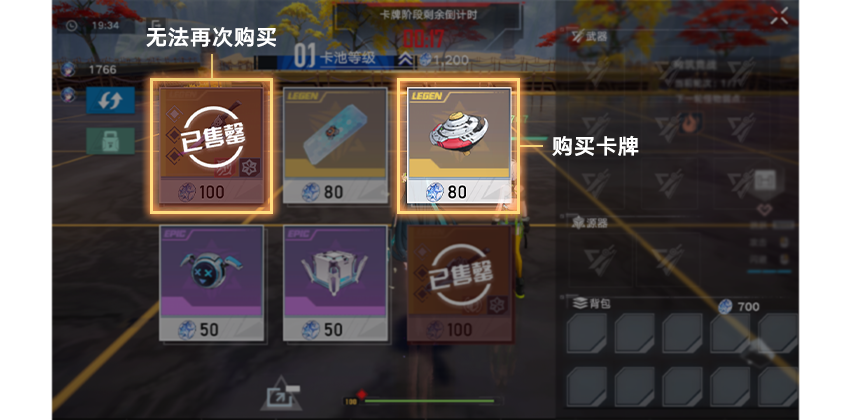 卡牌阶段剩余倒计时
19:34
00:17
武器
无法再次购买
01 卡池等级
1,200
1766
LEGEN
LEGEN
已售罄
购买卡牌
100
80
80
源器
EPIC
EPIC
已售罄
50
50
100
背包
700
100